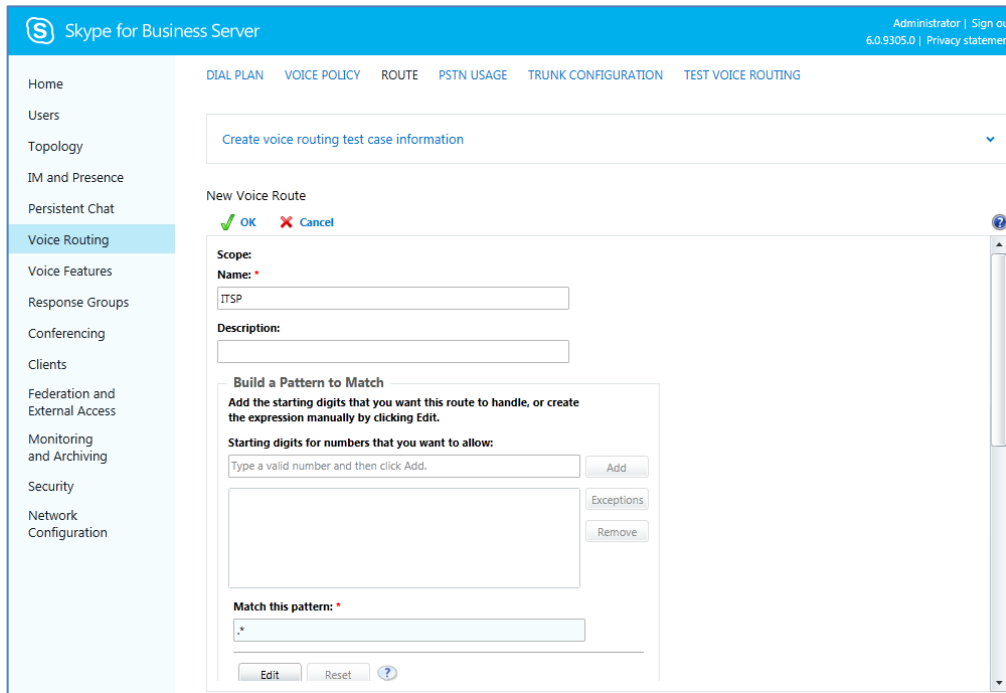 Skype for Business Server
Administrator | Sign ou
6.0.9305.0 | Privacy statemen
Home
Users
Topology
IM and Presence
Persistent Chat
Voice Routing
Voice Features
Response Groups
Conferencing
Clients
Federation and
External Access
Monitoring
and Archiving
Security
Network
Configuration
DIAL PLAN VOICE POLICY ROUTE PSTN USAGE TRUNK CONFIGURATION TEST VOICE ROUTING
Create voice routing test case information
New Voice Route
OK Cancel
Scope:
Name: *
ITSP
Description:
Build a Pattern to Match
Add the starting digits that you want this route to handle, or create
the expression manually by clicking Edit.
Starting digits for numbers that you want to allow:
Type a valid number and then click Add.
Add
Exceptions
Remove
Match this pattern: *
.*
Edit Reset ?